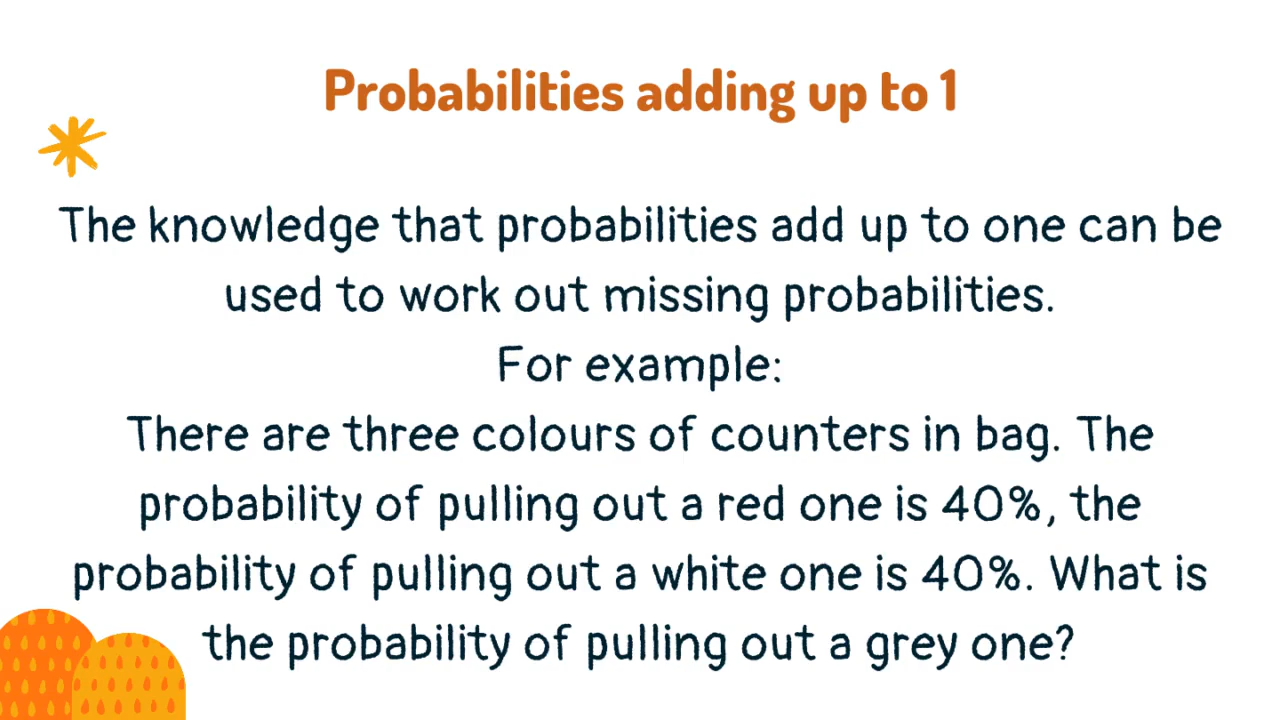 Probabilities adding up to 1
The knowledge that probabilities add up to one can be
used to work out missing probabilities.
For example:
There are three colours of counters in bag. The
probability of pulling out a red one is 40%, the
probability of pulling out a white one is 40%. What is
the probability of pulling out a grey one?